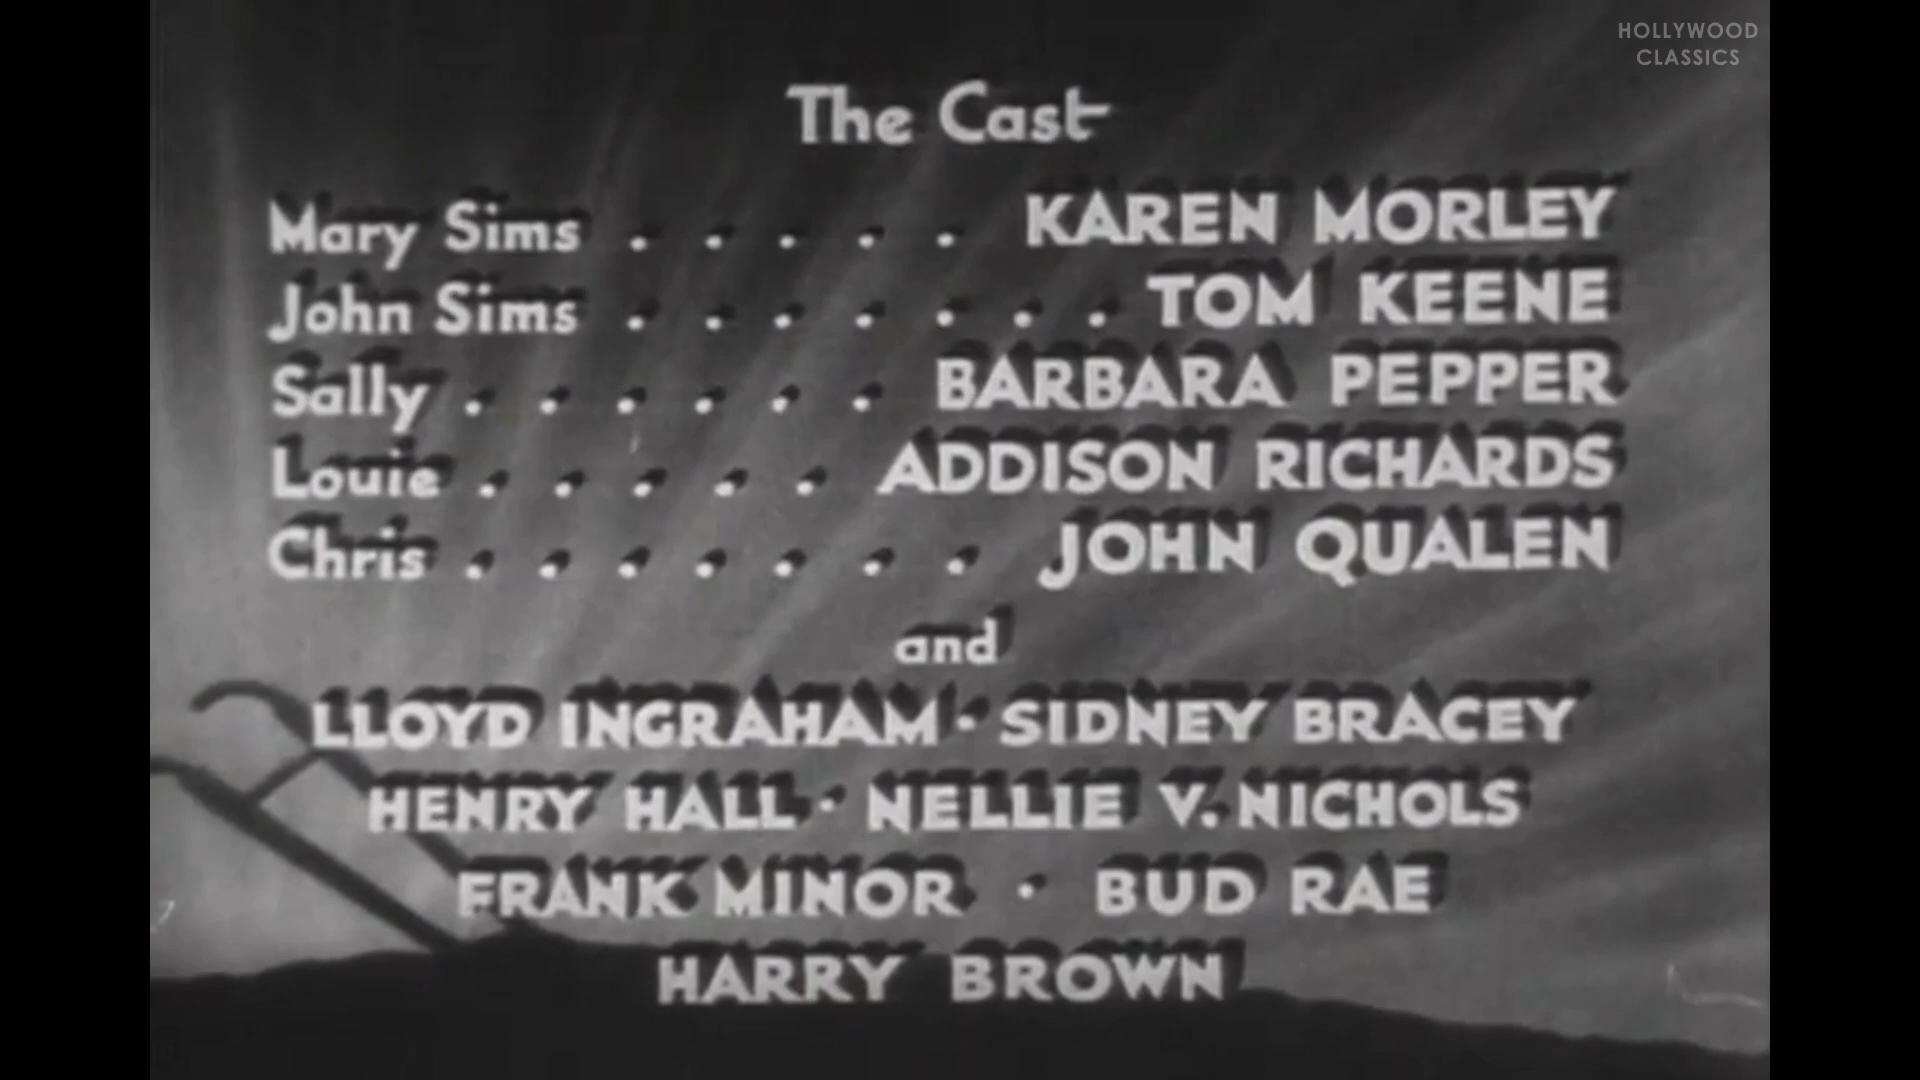 HOLLYWOOD
CLASSICS
The Cast
Mary Sims . . . . . KAREN MORLEY
John Sims . . . . . . . TOM KEENE
Sally . . . . . . BARBARA PEPPER
Louie . . . . . ADDISON RICHARDS
Chris . . . . . . . JOHN QUALEN
and
LLOYD INGRAHAM · SIDNEY BRACEY
HENRY HALL · NELLIE V. NICHOLS
FRANK MINOR · BUD RAE
HARRY BROWN